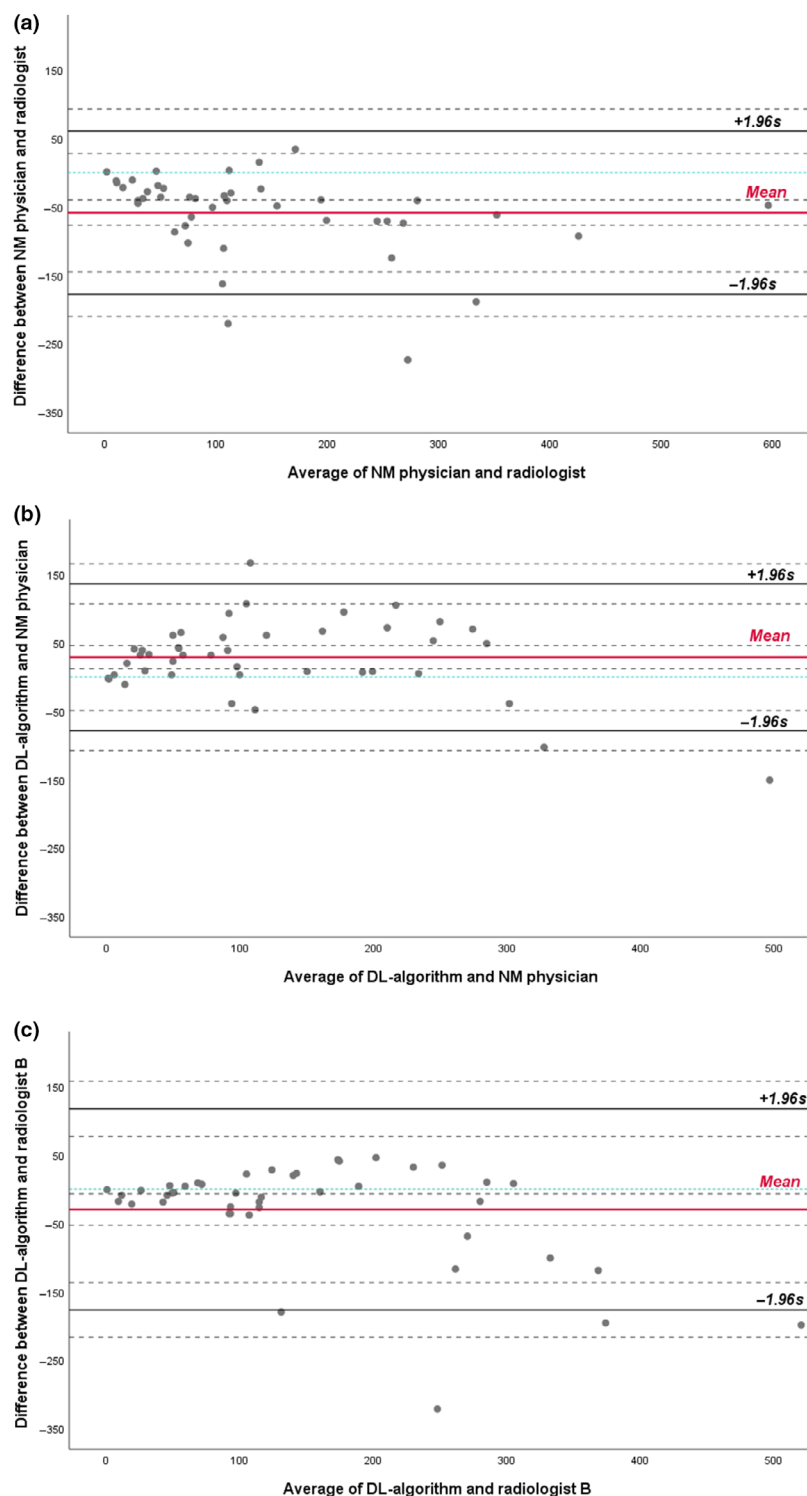 (a)
Difference between NM physician and radiologist
150
50
−50
−150
−250
−350
+1.96s
Mean
−1.96s
0
100
200
300
400
500
600
Average of NM physician and radiologist
(b)
Difference between DL-algorithm and NM physician
150
50
−50
−150
−250
−350
+1.96s
Mean
−1.96s
0
100
200
300
400
500
Average of DL-algorithm and NM physician
(c)
Difference between DL-algorithm and radiologist B
150
50
−50
−150
−250
−350
+1.96s
Mean
−1.96s
0
100
200
300
400
500
Average of DL-algorithm and radiologist B